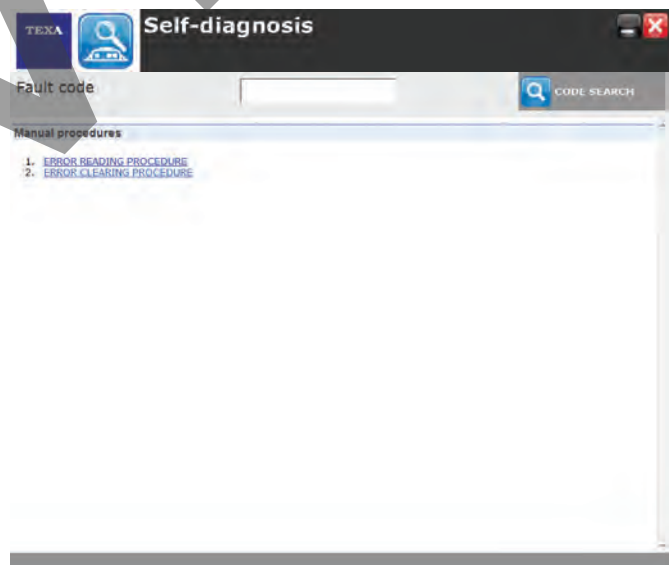 TEXA
Self-diagnosis
Fault code
CODE SEARCH
Manual procedures
1. ERROR READING PROCEDURE
2. ERROR CLEARING PROCEDURE